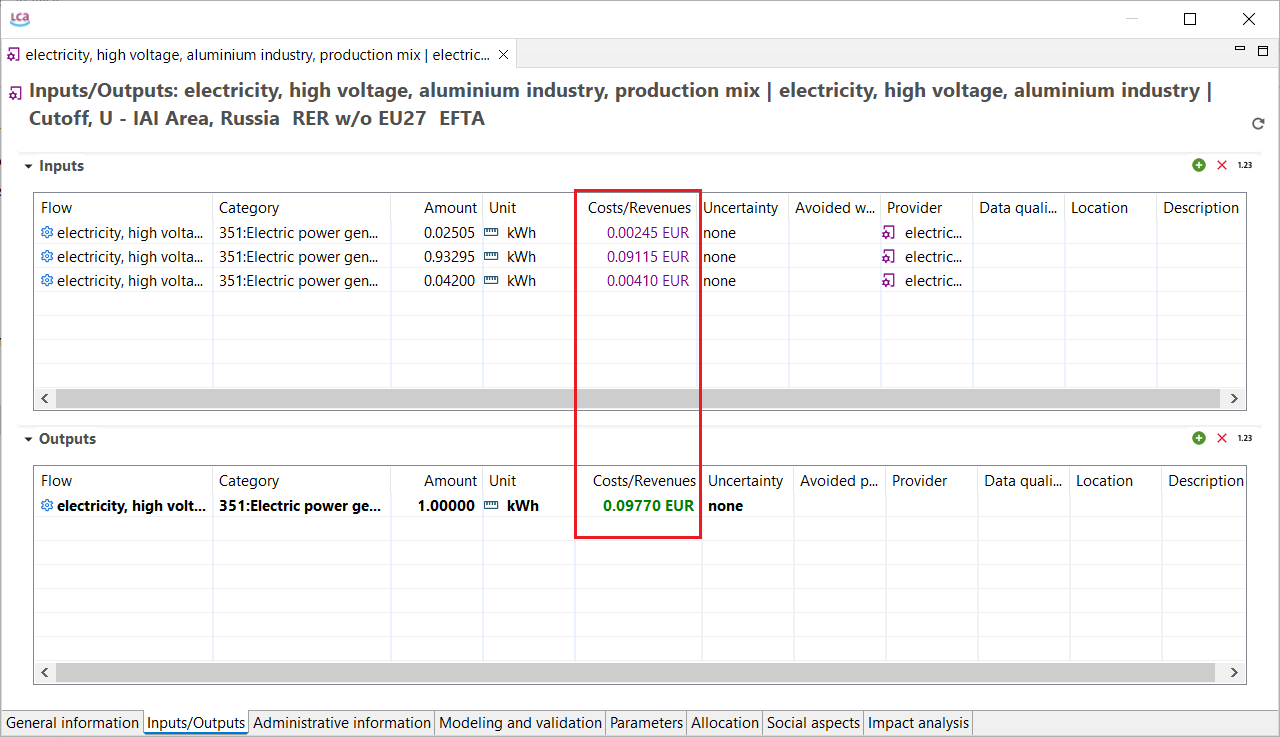 LCA
electricity, high voltage, aluminium industry, production mix | electric...
Inputs/Outputs: electricity, high voltage, aluminium industry, production mix | electricity, high voltage, aluminium industry |
Cutoff, U - IAI Area, Russia  RER w/o EU27  EFTA
Inputs 1.23
Flow Category Amount Unit Costs/Revenues Uncertainty Avoided w... Provider Data quali... Location Description
electricity, high volta... 351:Electric power gen... 0.02505 kWh 0.00245 EUR none electric...
electricity, high volta... 351:Electric power gen... 0.93295 kWh 0.09115 EUR none electric...
electricity, high volta... 351:Electric power gen... 0.04200 kWh 0.00410 EUR none electric...
Outputs 1.23
Flow Category Amount Unit Costs/Revenues Uncertainty Avoided p... Provider Data quali... Location Description
electricity, high volt... 351:Electric power ge... 1.00000 kWh 0.09770 EUR none
General information Inputs/Outputs Administrative information Modeling and validation Parameters Allocation Social aspects Impact analysis